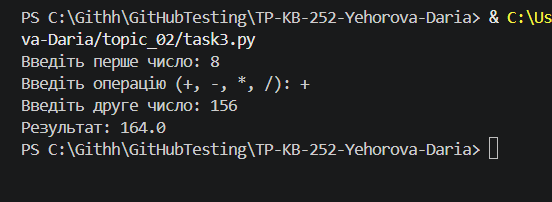 PS C:\Githh\GitHubTesting\TP-KB-252-Yehorova-Daria> & C:\Us
va-Daria/topic_02/task3.py
Введіть перше число: 8
Введіть операцію (+, -, *, /): +
Введіть друге число: 156
Результат: 164.0
PS C:\Githh\GitHubTesting\TP-KB-252-Yehorova-Daria>